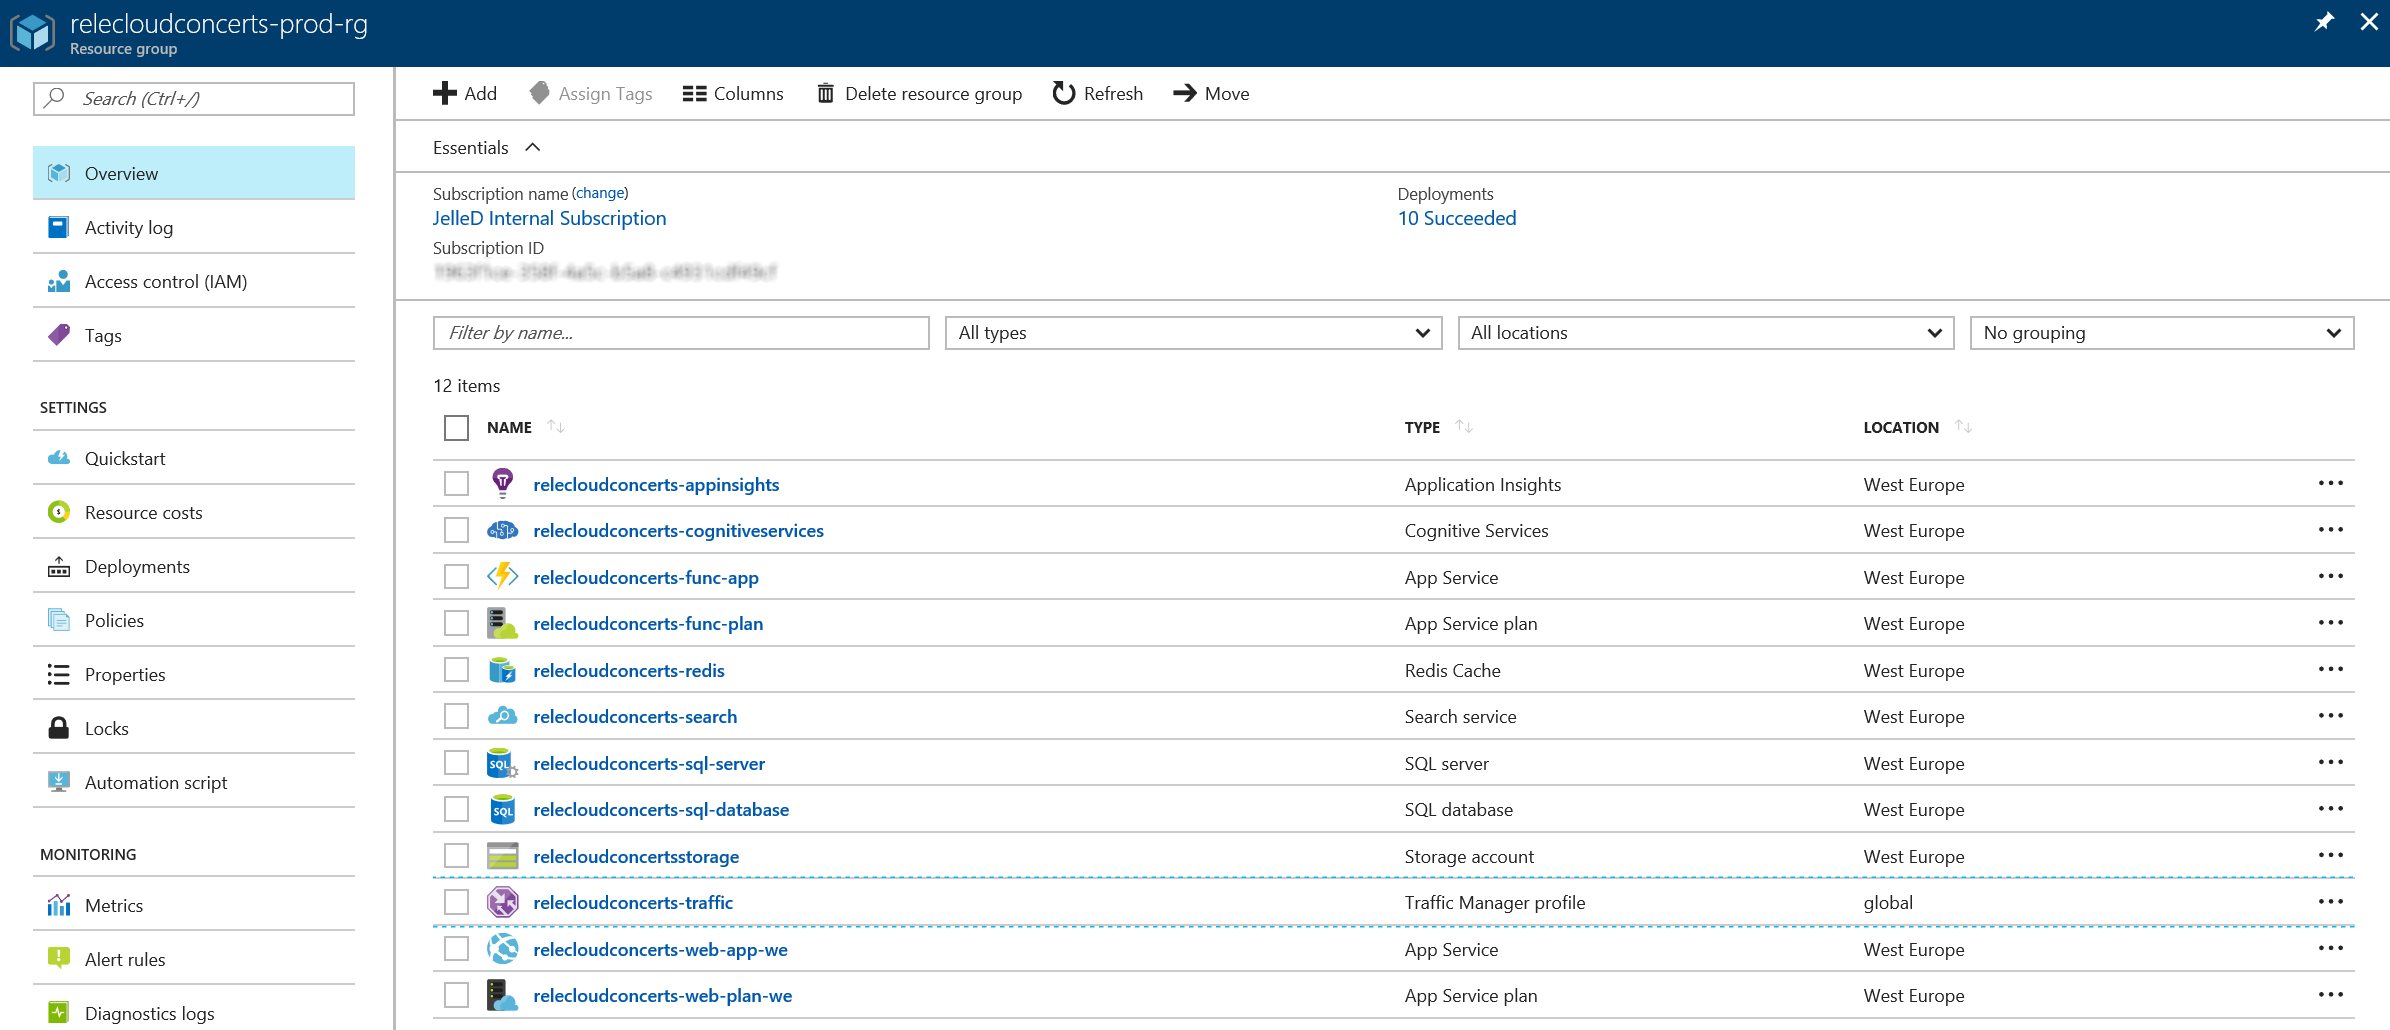 relecloudconcerts-prod-rg
Resource group
Search (Ctrl+/)
Overview
Activity log
Access control (IAM)
Tags
SETTINGS
Quickstart
Resource costs
Deployments
Policies
Properties
Locks
Automation script
MONITORING
Metrics
Alert rules
Diagnostics logs
Add Assign Tags Columns Delete resource group Refresh Move
Essentials
Subscription name (change)
JelleD Internal Subscription
Subscription ID
Deployments
10 Succeeded
Filter by name... All types All locations No grouping
12 items
NAME TYPE LOCATION
relecloudconcerts-appinsights Application Insights West Europe
relecloudconcerts-cognitiveservices Cognitive Services West Europe
relecloudconcerts-func-app App Service West Europe
relecloudconcerts-func-plan App Service plan West Europe
relecloudconcerts-redis Redis Cache West Europe
relecloudconcerts-search Search service West Europe
relecloudconcerts-sql-server SQL server West Europe
relecloudconcerts-sql-database SQL database West Europe
relecloudconcertsstorage Storage account West Europe
relecloudconcerts-traffic Traffic Manager profile global
relecloudconcerts-web-app-we App Service West Europe
relecloudconcerts-web-plan-we App Service plan West Europe